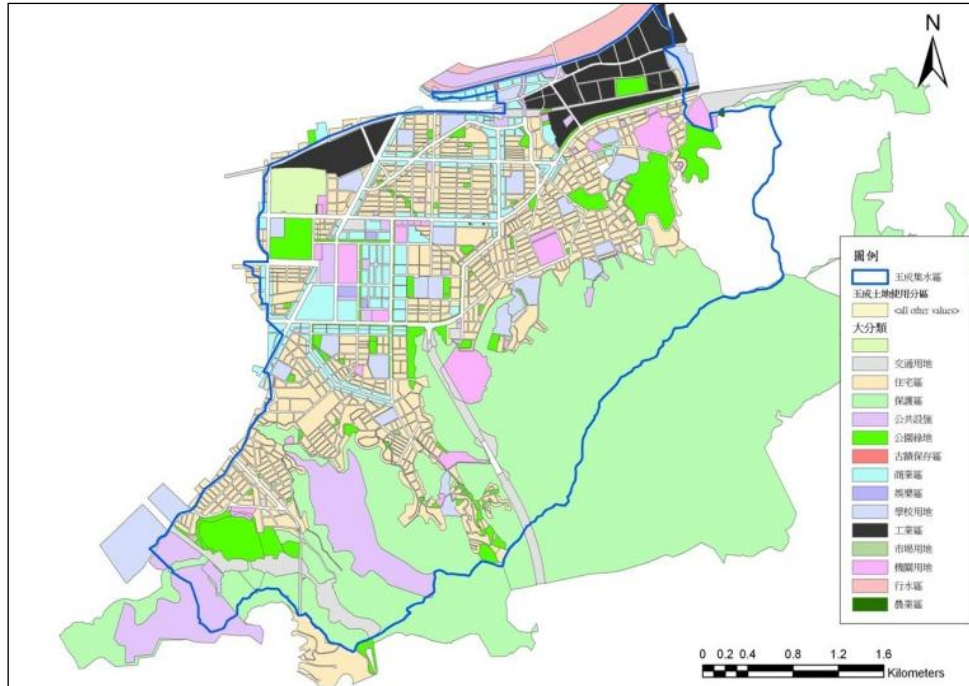 N
圖例
玉成集水區
玉成土地使用分區
<all other values>
大分類
交通用地
住宅區
保護區
公共設施
公園綠地
古蹟保存區
商業區
娛樂區
學校用地
工業區
市場用地
機關用地
行水區
農業區
0 0.2 0.4 0.8 1.2 1.6
Kilometers